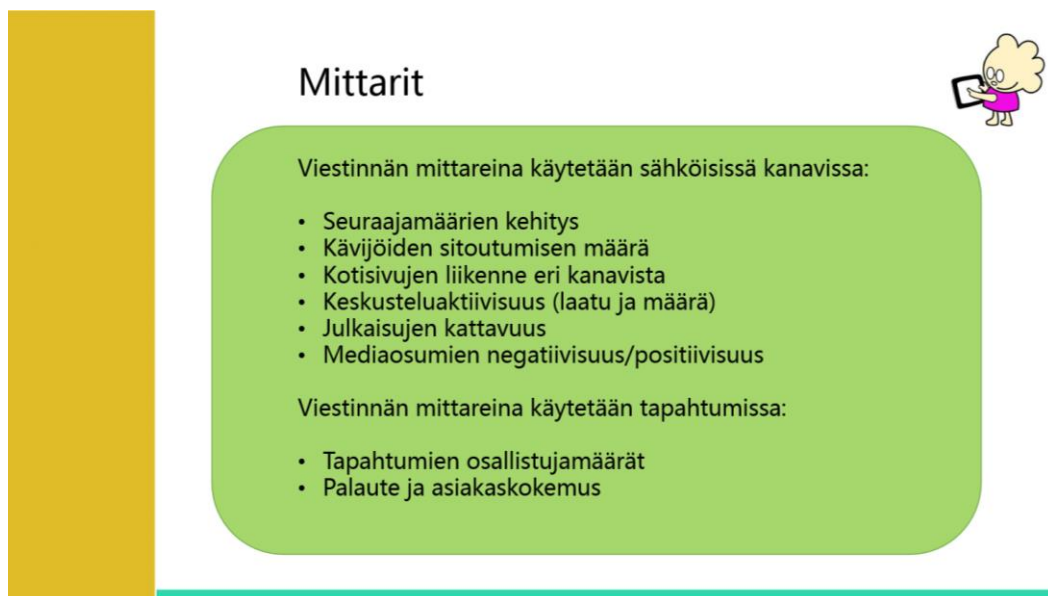 Mittarit
Viestinnän mittareina käytetään sähköisissä kanavissa:
• Seuraajamäärien kehitys
• Kävijöiden sitoutumisen määrä
• Kotisivujen liikenne eri kanavista
• Keskusteluaktiivisuus (laatu ja määrä)
• Julkaisujen kattavuus
• Mediaosumien negatiivisuus/positiivisuus
Viestinnän mittareina käytetään tapahtumissa:
• Tapahtumien osallistujamäärät
• Palaute ja asiakaskokemus